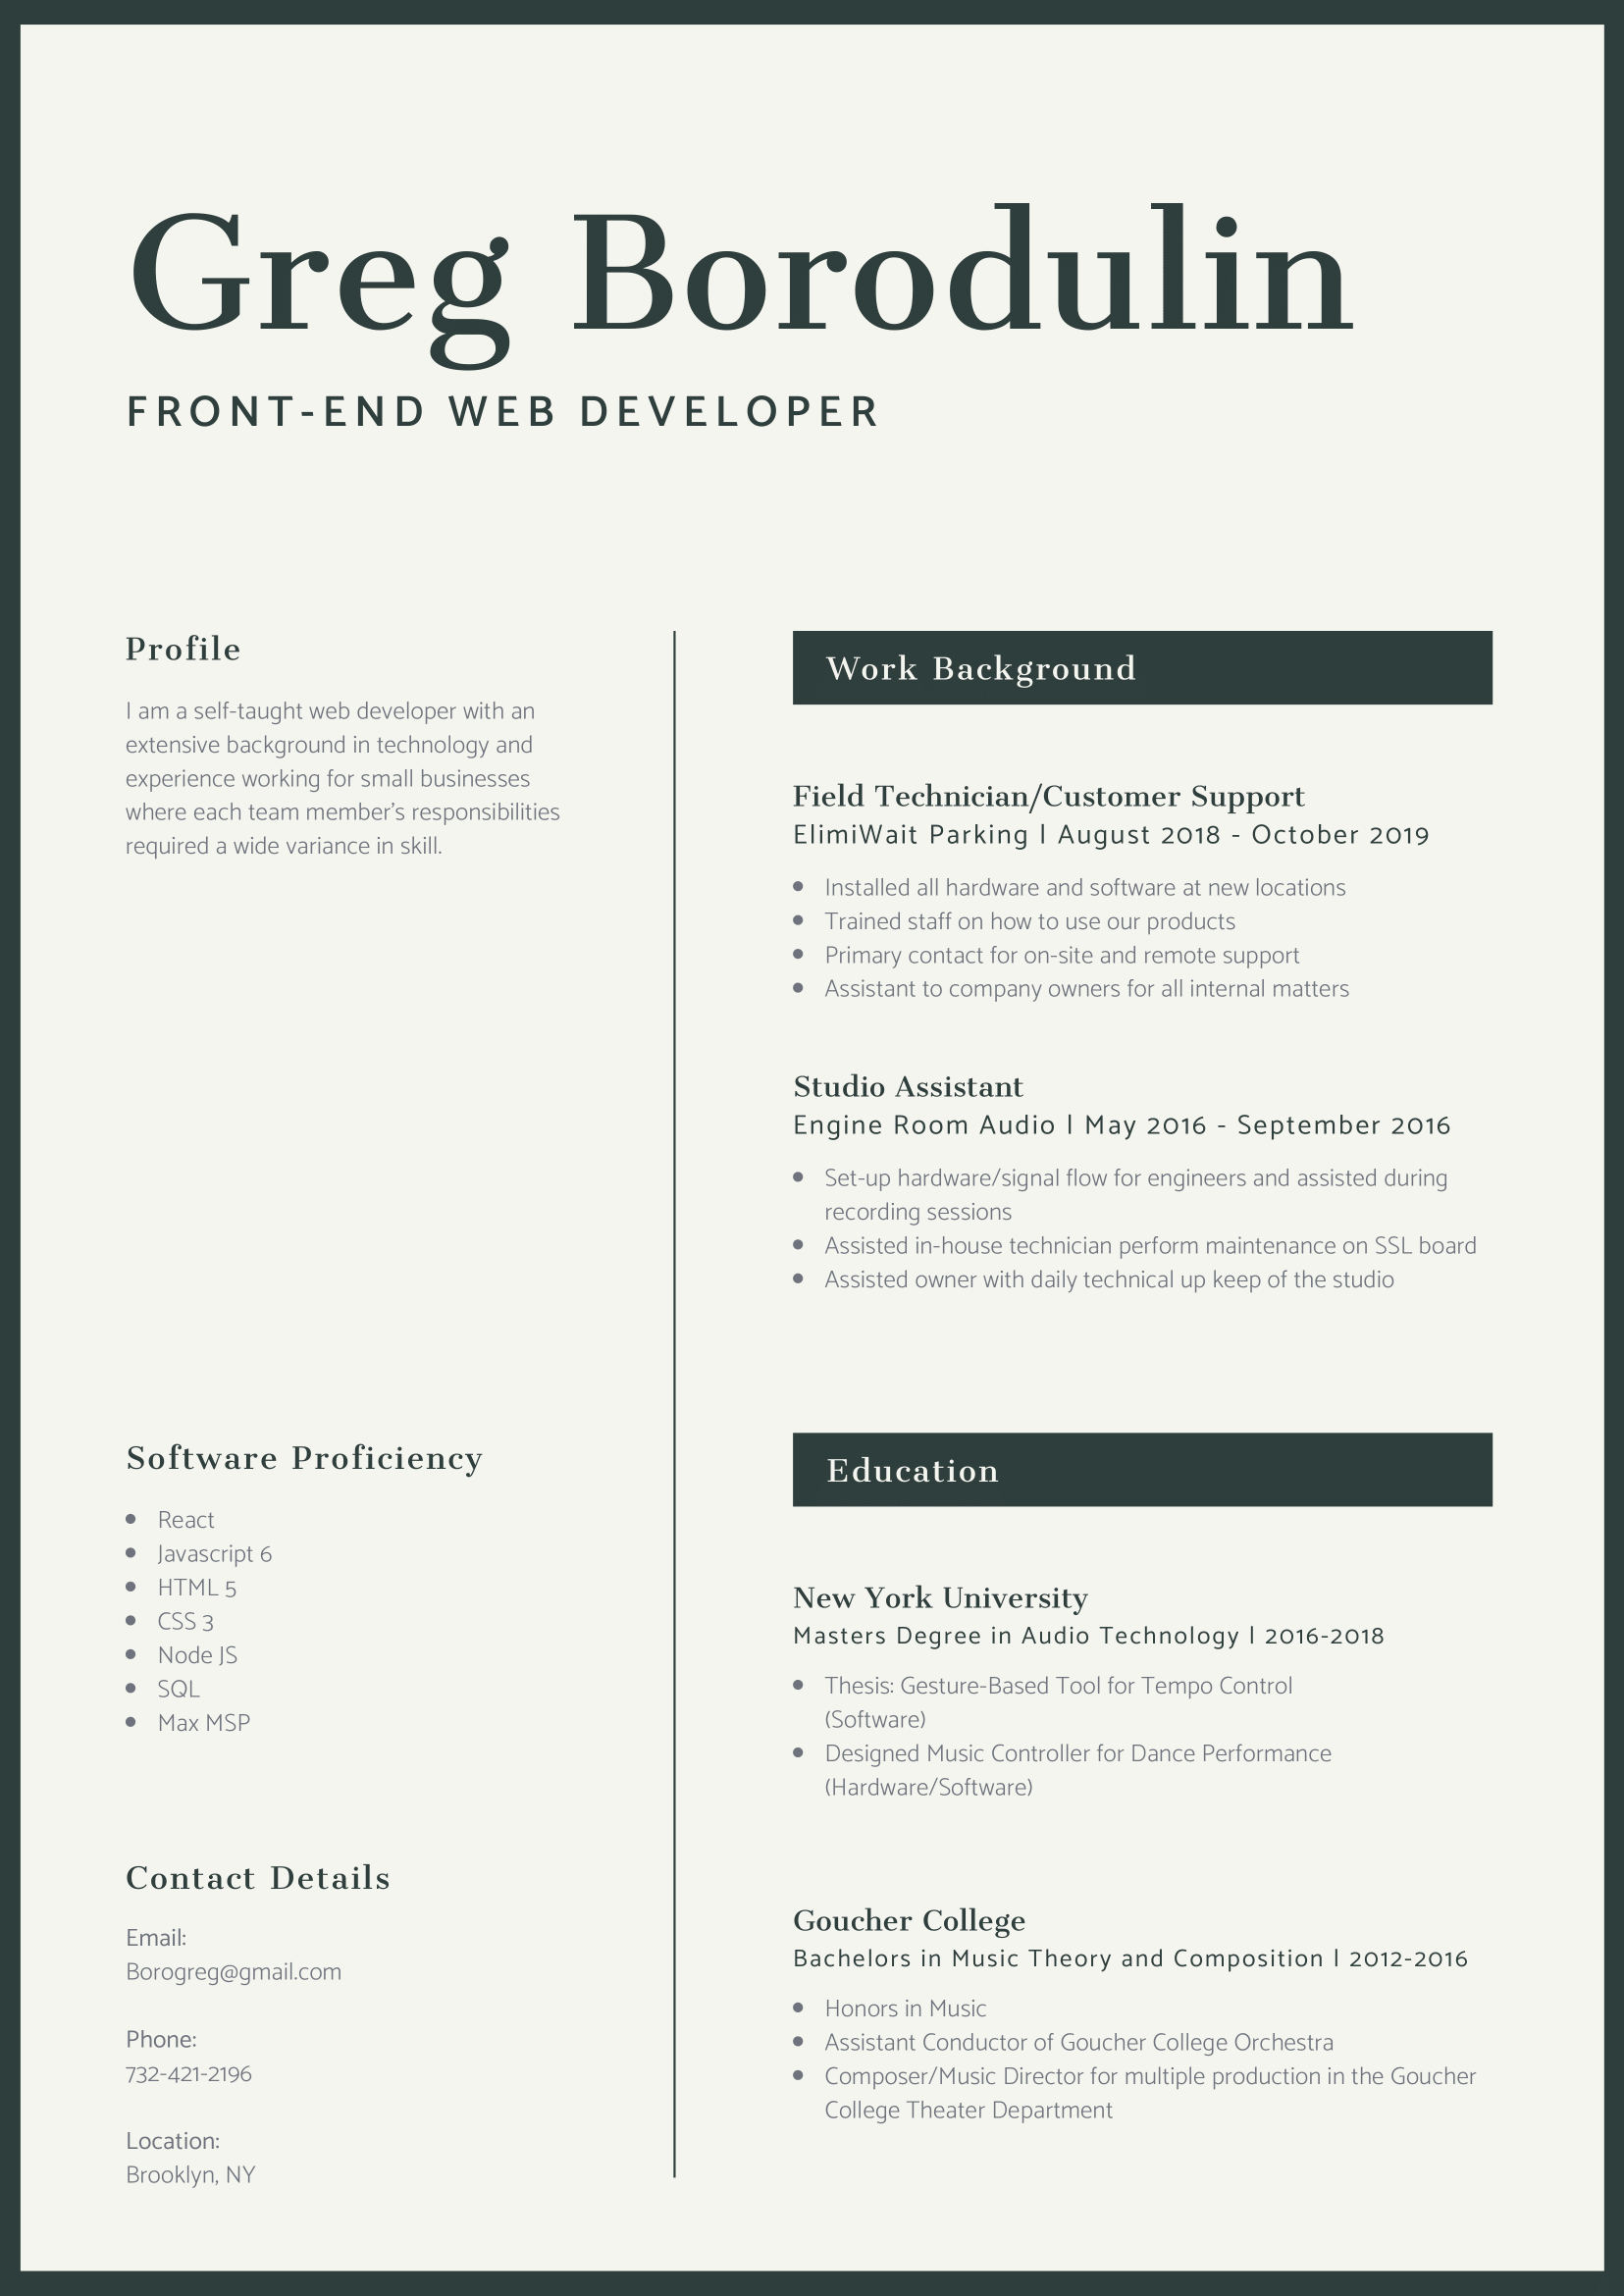 Greg Borodulin
FRONT-END WEB DEVELOPER
Profile
I am a self-taught web developer with an
extensive background in technology and
experience working for small businesses
where each team member's responsibilities
required a wide variance in skill.
Software Proficiency
React
Javascript 6
HTML 5
CSS 3
Node JS
SQL
Max MSP
Contact Details
Email:
Borogreg@gmail.com
Phone:
732-421-2196
Location:
Brooklyn, NY
Work Background
Field Technician/Customer Support
ElimiWait Parking | August 2018 - October 2019
Installed all hardware and software at new locations
Trained staff on how to use our products
Primary contact for on-site and remote support
Assistant to company owners for all internal matters
Studio Assistant
Engine Room Audio | May 2016 - September 2016
Set-up hardware/signal flow for engineers and assisted during
recording sessions
Assisted in-house technician perform maintenance on SSL board
Assisted owner with daily technical up keep of the studio
Education
New York University
Masters Degree in Audio Technology | 2016-2018
Thesis: Gesture-Based Tool for Tempo Control
(Software)
Designed Music Controller for Dance Performance
(Hardware/Software)
Goucher College
Bachelors in Music Theory and Composition | 2012-2016
Honors in Music
Assistant Conductor of Goucher College Orchestra
Composer/Music Director for multiple production in the Goucher
College Theater Department